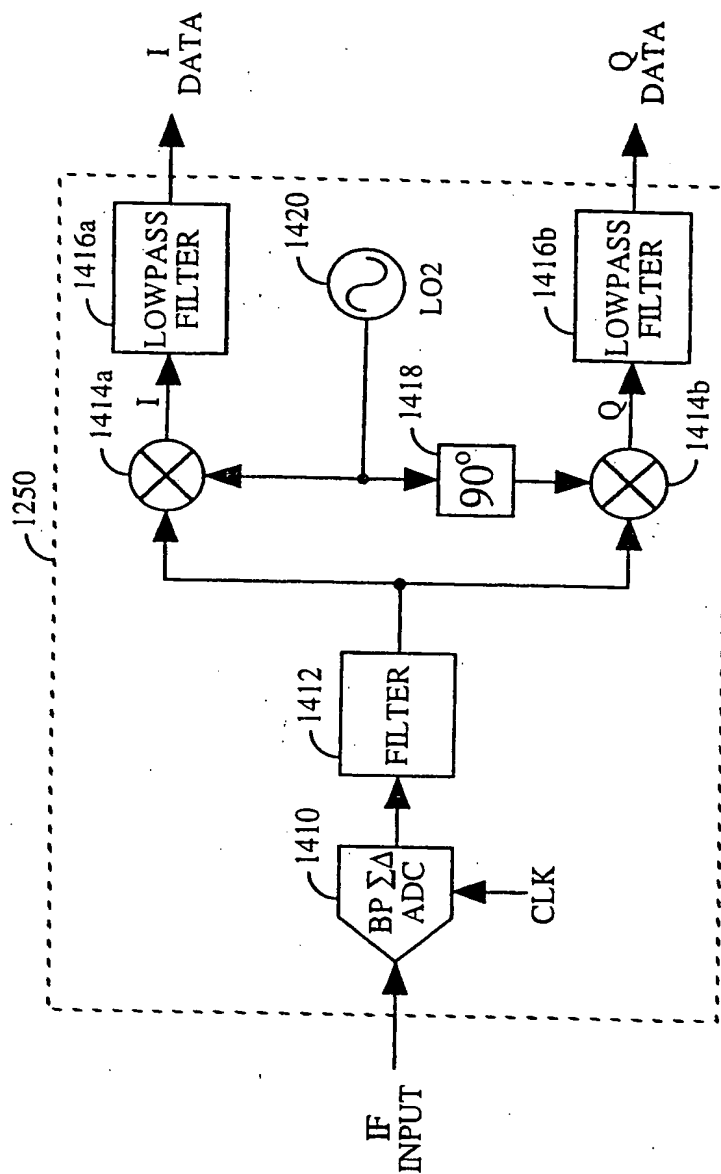 1250
IF
INPUT
1410
BP ΣΔ
ADC
CLK
1412
FILTER
1414a
I
1416a
LOWPASS
FILTER
I
DATA
1420
LO2
1418
90°
1414b
Q
1416b
LOWPASS
FILTER
Q
DATA